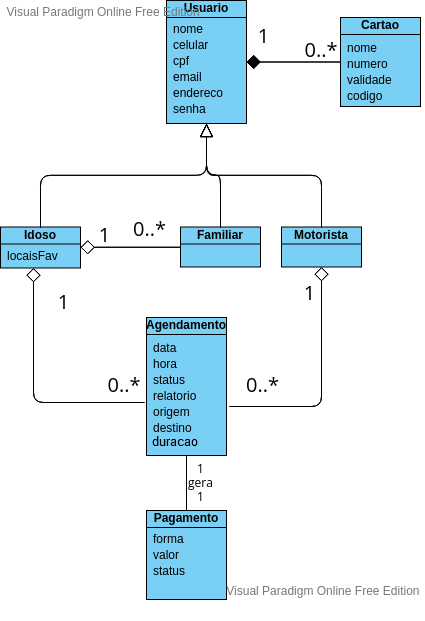 Visual Paradigm Online Free Edition
Usuario
nome
celular
cpf
email
endereco
senha
1
0..*
Cartao
nome
numero
validade
codigo
Idoso
locaisFav
1
0..*
Familiar
Motorista
1
0..*
1
0..*
Agendamento
data
hora
status
relatorio
origem
destino
duracao
1
gera
1
Pagamento
forma
valor
status
Visual Paradigm Online Free Edition